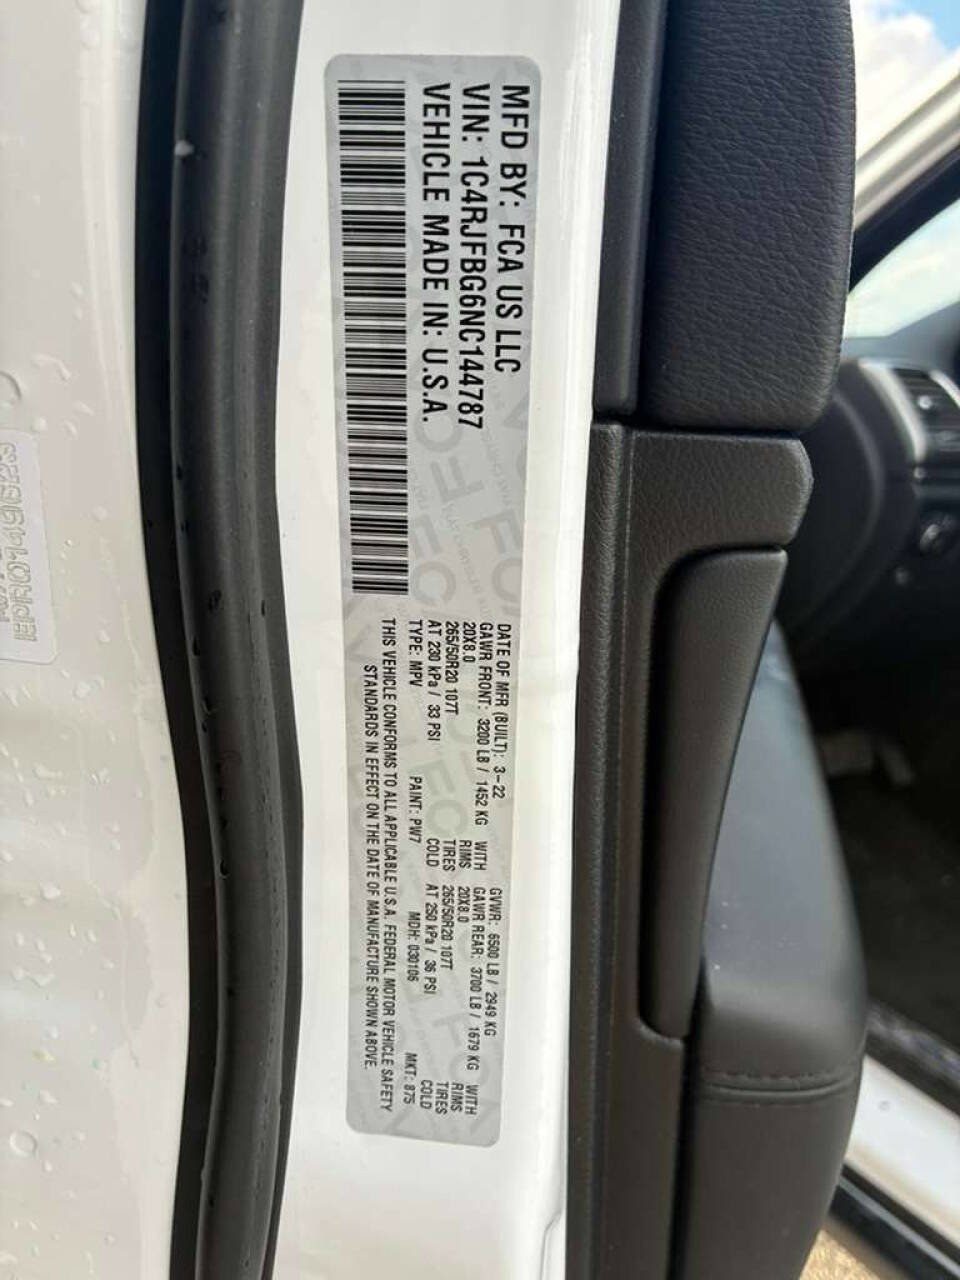 MFD BY: FCA US LLC
VIN: 1C4RJFBG6NC144787
VEHICLE MADE IN: U.S.A.
DATE OF MFR (BUILT): 3-22 GVWR: 6500 LB / 2949 KG
GAWR FRONT: 3200 LB / 1452 KG WITH GAWR REAR: 3700 LB / 1679 KG WITH
20X8.0 RIMS 20X8.0 RIMS
265/50R20 107T TIRES 265/50R20 107T TIRES
AT 230 kPa / 33 PSI COLD AT 250 kPa / 36 PSI COLD
TYPE: MPV PAINT: PW7 MDH: 030106 MKT: 875
THIS VEHICLE CONFORMS TO ALL APPLICABLE U.S.A. FEDERAL MOTOR VEHICLE SAFETY
STANDARDS IN EFFECT ON THE DATE OF MANUFACTURE SHOWN ABOVE.